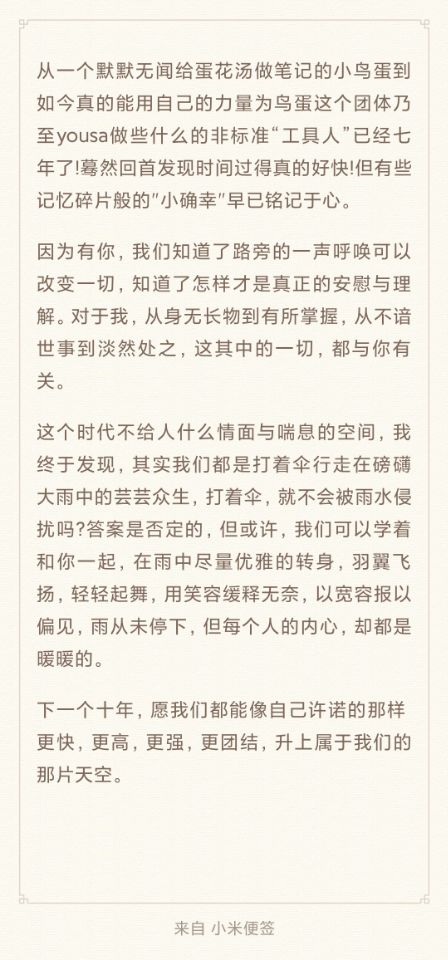 从一个默默无闻给蛋花汤做笔记的小鸟蛋到
如今真的能用自己的力量为鸟蛋这个团体乃
至yousa做些什么的非标准“工具人”已经七
年了!蓦然回首发现时间过得真的好快!但有些
记忆碎片般的"小确幸"早已铭记于心。
因为有你，我们知道了路旁的一声呼唤可以
改变一切，知道了怎样才是真正的安慰与理
解。对于我，从身无长物到有所掌握，从不谙
世事到淡然处之，这其中的一切，都与你有
关。
这个时代不给人什么情面与喘息的空间，我
终于发现，其实我们都是打着伞行走在磅礴
大雨中的芸芸众生，打着伞，就不会被雨水侵
扰吗?答案是否定的，但或许，我们可以学着
和你一起，在雨中尽量优雅的转身，羽翼飞
扬，轻轻起舞，用笑容缓释无奈，以宽容报以
偏见，雨从未停下，但每个人的内心，却都是
暖暖的。
下一个十年，愿我们都能像自己许诺的那样
更快，更高，更强，更团结，升上属于我们的
那片天空。
来自 小米便签